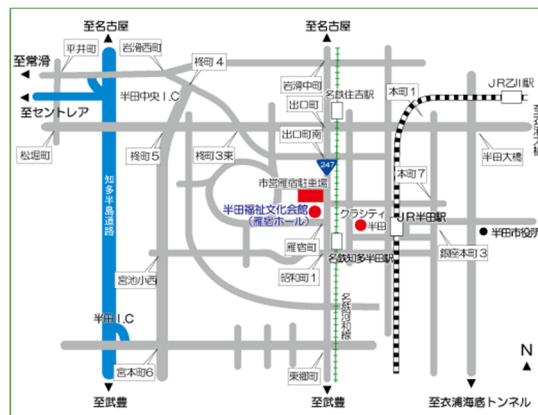 至名古屋
至名古屋
平井町
岩滑西町
柊町4
至常滑
岩滑中町
名鉄住吉駅
JR乙川駅
本町1
半田中央I.C
出口町
至セントレア
出口町南
至衣浦大橋
松堀町
柊町5
柊町3東
半田大橋
247
本町7
市営雁宿駐車場
知多半島道路
半田福祉文化会館
(雁宿ホール)
クラシティ
半田
JR半田駅
半田市役所
雁宿町
名鉄知多半田駅
銀座本町3
宮池小西
昭和町1
名鉄河和線
半田I.C
N
宮本町6
東郷町
至武豊
至武豊
至衣浦海底トンネル